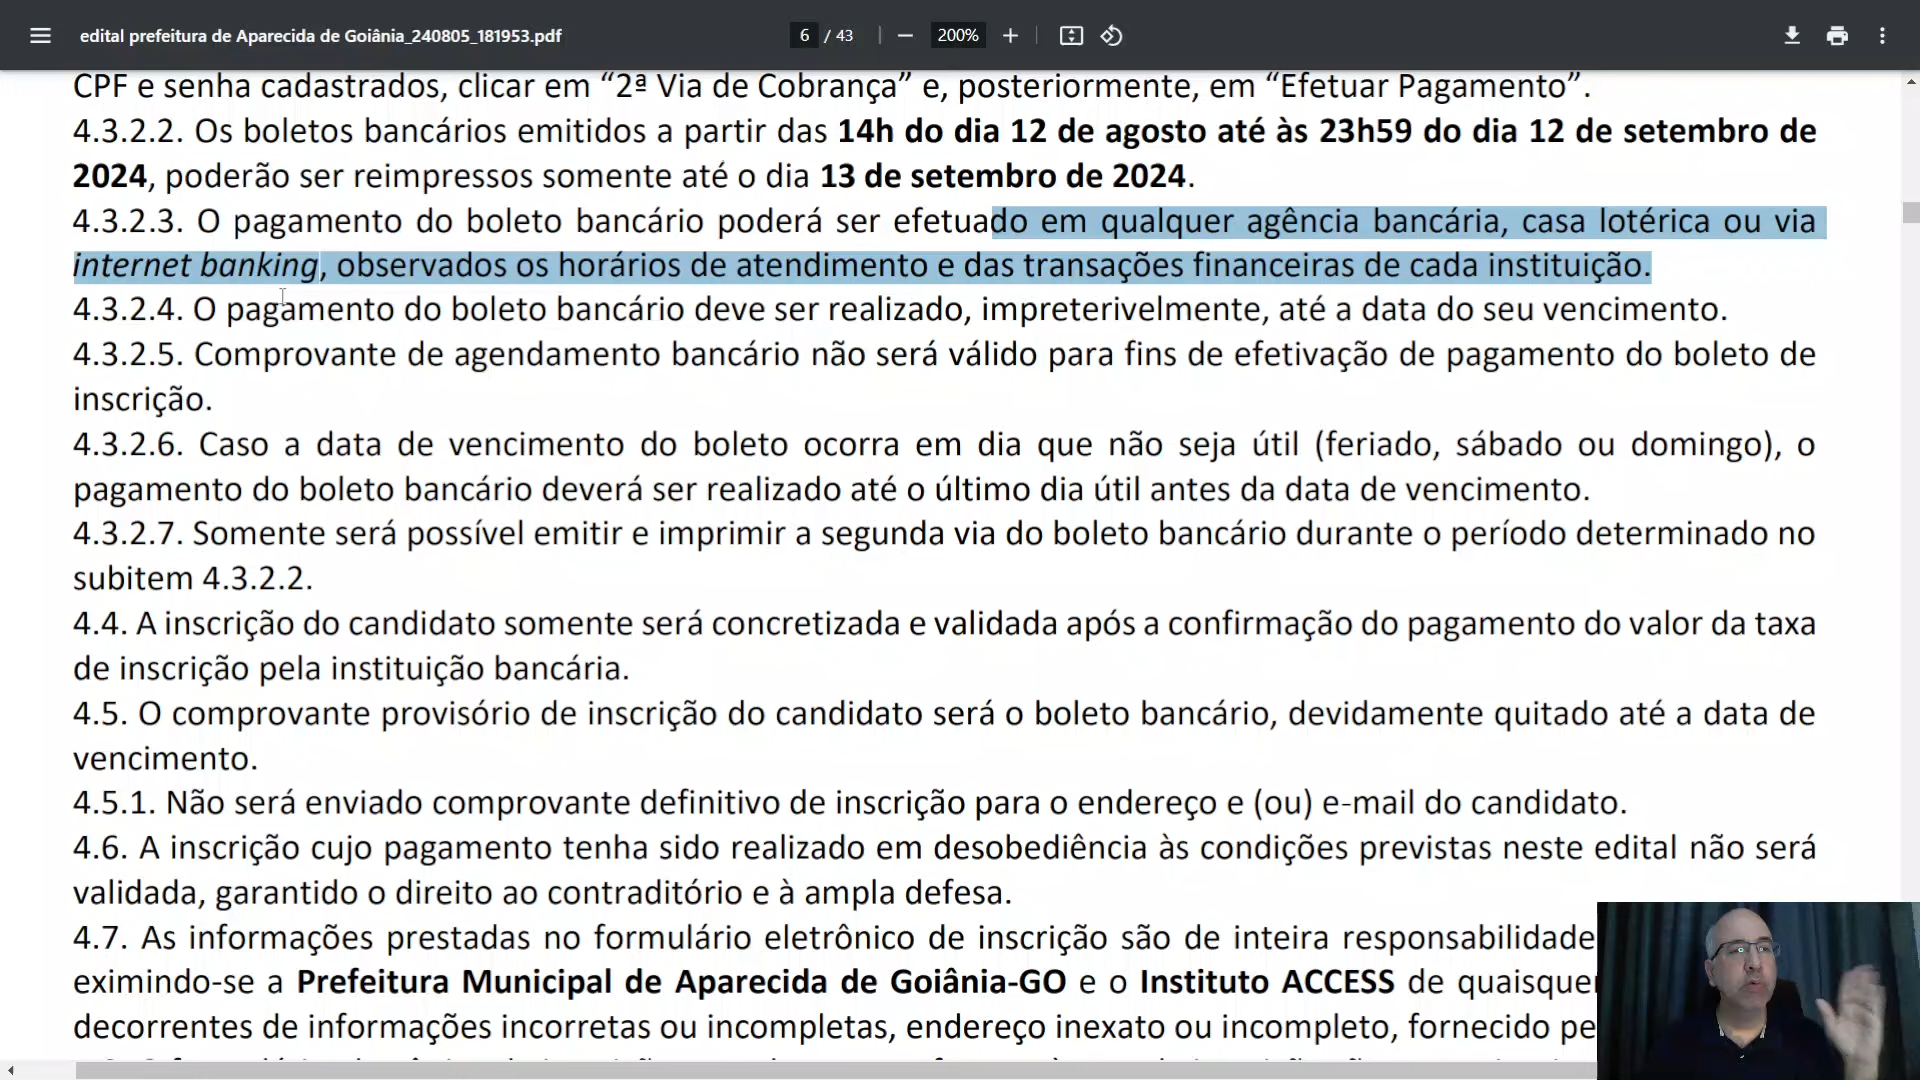 edital prefeitura de Aparecida de Goiânia_240805_181953.pdf
6 / 43
200%
CPF e senha cadastrados, clicar em “2ª Via de Cobrança” e, posteriormente, em “Efetuar Pagamento”.
4.3.2.2. Os boletos bancários emitidos a partir das 14h do dia 12 de agosto até às 23h59 do dia 12 de setembro de
2024, poderão ser reimpressos somente até o dia 13 de setembro de 2024.
4.3.2.3. O pagamento do boleto bancário poderá ser efetuado em qualquer agência bancária, casa lotérica ou via
internet banking, observados os horários de atendimento e das transações financeiras de cada instituição.
4.3.2.4. O pagamento do boleto bancário deve ser realizado, impreterivelmente, até a data do seu vencimento.
4.3.2.5. Comprovante de agendamento bancário não será válido para fins de efetivação de pagamento do boleto de
inscrição.
4.3.2.6. Caso a data de vencimento do boleto ocorra em dia que não seja útil (feriado, sábado ou domingo), o
pagamento do boleto bancário deverá ser realizado até o último dia útil antes da data de vencimento.
4.3.2.7. Somente será possível emitir e imprimir a segunda via do boleto bancário durante o período determinado no
subitem 4.3.2.2.
4.4. A inscrição do candidato somente será concretizada e validada após a confirmação do pagamento do valor da taxa
de inscrição pela instituição bancária.
4.5. O comprovante provisório de inscrição do candidato será o boleto bancário, devidamente quitado até a data de
vencimento.
4.5.1. Não será enviado comprovante definitivo de inscrição para o endereço e (ou) e-mail do candidato.
4.6. A inscrição cujo pagamento tenha sido realizado em desobediência às condições previstas neste edital não será
validada, garantido o direito ao contraditório e à ampla defesa.
4.7. As informações prestadas no formulário eletrônico de inscrição são de inteira responsabilidade
eximindo-se a Prefeitura Municipal de Aparecida de Goiânia-GO e o Instituto ACCESS de quaisquer
decorrentes de informações incorretas ou incompletas, endereço inexato ou incompleto, fornecido pe